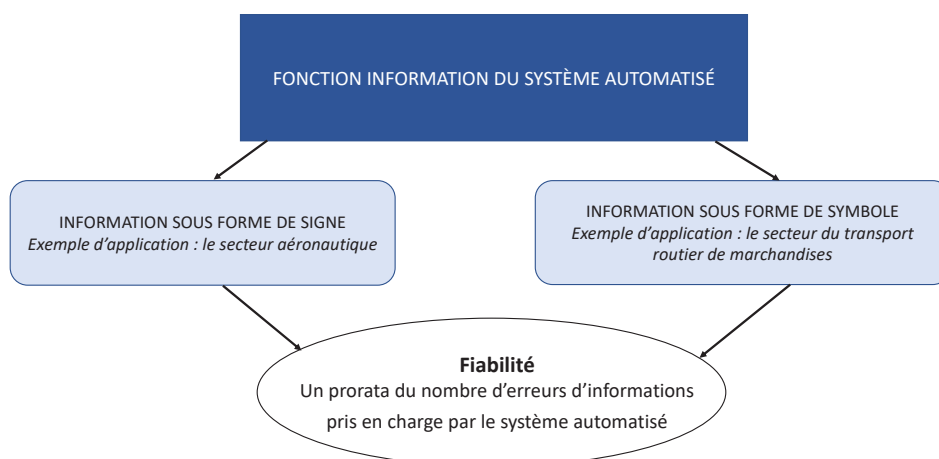 FONCTION INFORMATION DU SYSTÈME AUTOMATISÉ
INFORMATION SOUS FORME DE SIGNE
Exemple d’application : le secteur aéronautique
INFORMATION SOUS FORME DE SYMBOLE
Exemple d’application : le secteur du transport
routier de marchandises
Fiabilité
Un prorata du nombre d’erreurs d’informations
pris en charge par le système automatisé